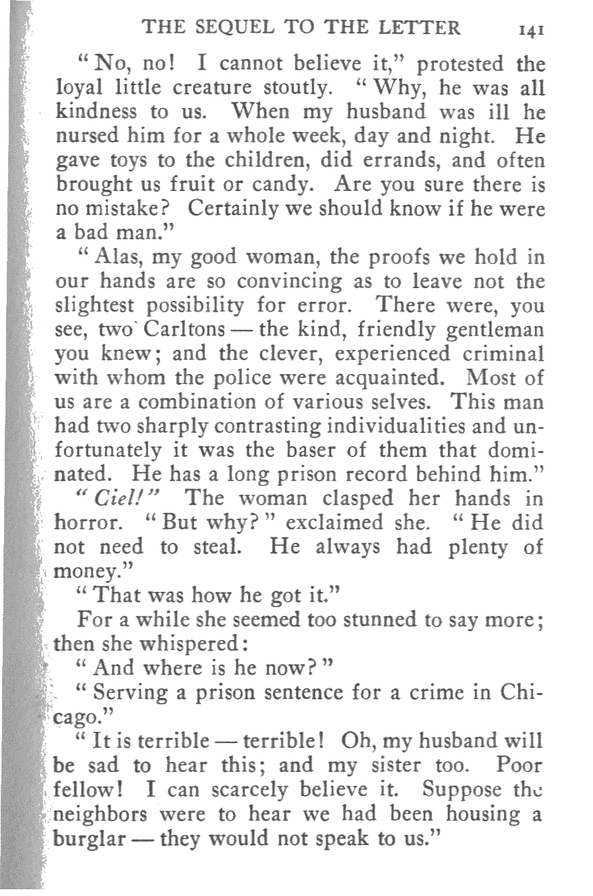 THE SEQUEL TO THE LETTER 141
“ No, no! I cannot believe it,” protested the
loyal little creature stoutly. “ Why, he was all
kindness to us. When my husband was ill he
nursed him for a whole week, day and night. He
gave toys to the children, did errands, and often
brought us fruit or candy. Are you sure there is
no mistake? Certainly we should know if he were
a bad man.”
“ Alas, my good woman, the proofs we hold in
our hands are so convincing as to leave not the
slightest possibility for error. There were, you
see, two Carltons — the kind, friendly gentleman
you knew; and the clever, experienced criminal
with whom the police were acquainted. Most of
us are a combination of various selves. This man
had two sharply contrasting individualities and un-
fortunately it was the baser of them that domi-
nated. He has a long prison record behind him.”
“ Ciel! ” The woman clasped her hands in
horror. “ But why? ” exclaimed she. “ He did
not need to steal. He always had plenty of
money.”
“ That was how he got it.”
For a while she seemed too stunned to say more;
then she whispered:
“ And where is he now? ”
“ Serving a prison sentence for a crime in Chi-
cago.”
“ It is terrible — terrible! Oh, my husband will
be sad to hear this; and my sister too. Poor
fellow! I can scarcely believe it. Suppose the
neighbors were to hear we had been housing a
burglar — they would not speak to us.”